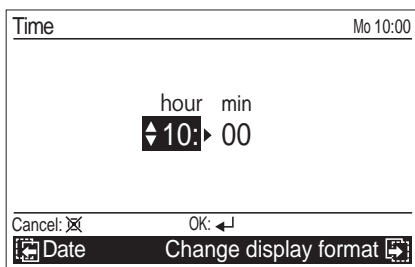 Time Mo 10:00
hour min
10: 00
Cancel: OK:
Date Change display format